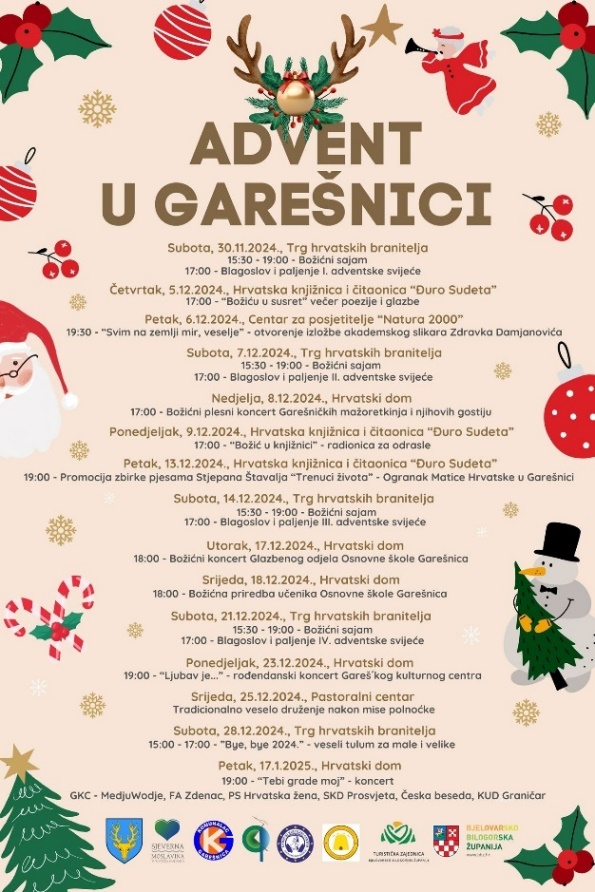 ADVENT
U GAREŠNICI
Subota, 30.11.2024., Trg hrvatskih branitelja
15:30 - 19:00 - Božićni sajam
17:00 - Blagoslov i paljenje I. adventske svijeće
Četvrtak, 5.12.2024., Hrvatska knjižnica i čitaonica “Đuro Sudeta”
17:00 - “Božiću u susret” večer poezije i glazbe
Petak, 6.12.2024, Centar za posjetitelje “Natura 2000”
19:30 - "Svim na zemlji mir, veselje" - otvorenje izložbe akademskog slikara Zdravka Damjanovića
Subota, 7.12.2024., Trg hrvatskih branitelja
15:30 - 19:00 - Božićni sajam
17:00 - Blagoslov i paljenje II. adventske svijeće
Nedjelja, 8.12.2024, Hrvatski dom
17:00 - Božićni plesni koncert Garešničkih mažoretkinja i njihovih gostiju
Ponedjeljak, 9.12.2024., Hrvatska knjižnica i čitaonica “Đuro Sudeta”
17:00 - “Božić u knjižnici” - radionica za odrasle
Petak, 13.12.2024, Hrvatska knjižnica i čitaonica “Đuro Sudeta”
19:00 - Promocija zbirke pjesama Stjepana Štavalja “Trenuci života” - Ogranak Matice Hrvatske u Garešnici
Subota, 14.12.2024, Trg hrvatskih branitelja
15:30 - 19:00 - Božićni sajam
17:00 - Blagoslov i paljenje III. adventske svijeće
Utorak, 17.12.2024, Hrvatski dom
18:00 - Božićni koncert Glazbenog odjela Osnovne škole Garešnica
Srijeda, 18.12.2024, Hrvatski dom
18:00 - Božićna priredba učenika Osnovne škole Garešnica
Subota, 21.12.2024., Trg hrvatskih branitelja
15:30 - 19:00 - Božićni sajam
17:00 - Blagoslov i paljenje IV. adventske svijeće
Ponedjeljak, 23.12.2024, Hrvatski dom
19:00 - “Ljubav je...” - rođendanski koncert Gareš´kog kulturnog centra
Srijeda, 25.12.2024, Pastoralni centar
Tradicionalno veselo druženje nakon mise polnoćke
Subota, 28.12.2024., Trg hrvatskih branitelja
15:00 - 17:00 - "Bye, bye 2024." - veseli tulum za male i velike
Petak, 17.1.2025., Hrvatski dom
19:00 - “Tebi grade moj” - koncert
GKC - MedjuWodje, FA Zdenac, PS Hrvatska žena, SKD Prosvjeta, Češka beseda, KUD Graničar
SJEVERNA
MOSLAVINA
KOMUNALAC
GAREŠNICA
TURISTIČKA ZAJEDNICA
BJELOVARSKO
BILOGORSKA
ŽUPANIJA